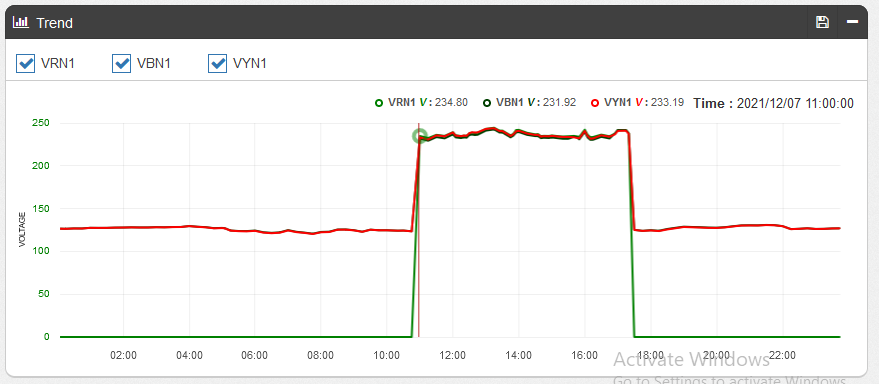 Trend
VRN1 VBN1 VYN1
VRN1 V : 234.80 VBN1 V : 231.92 VYN1 V : 233.19 Time : 2021/12/07 11:00:00
250
200
150
100
50
0
VOLTAGE
02:00 04:00 06:00 08:00 10:00 12:00 14:00 16:00 18:00 20:00 22:00
Activate Windows
Go to Settings to activate Windows